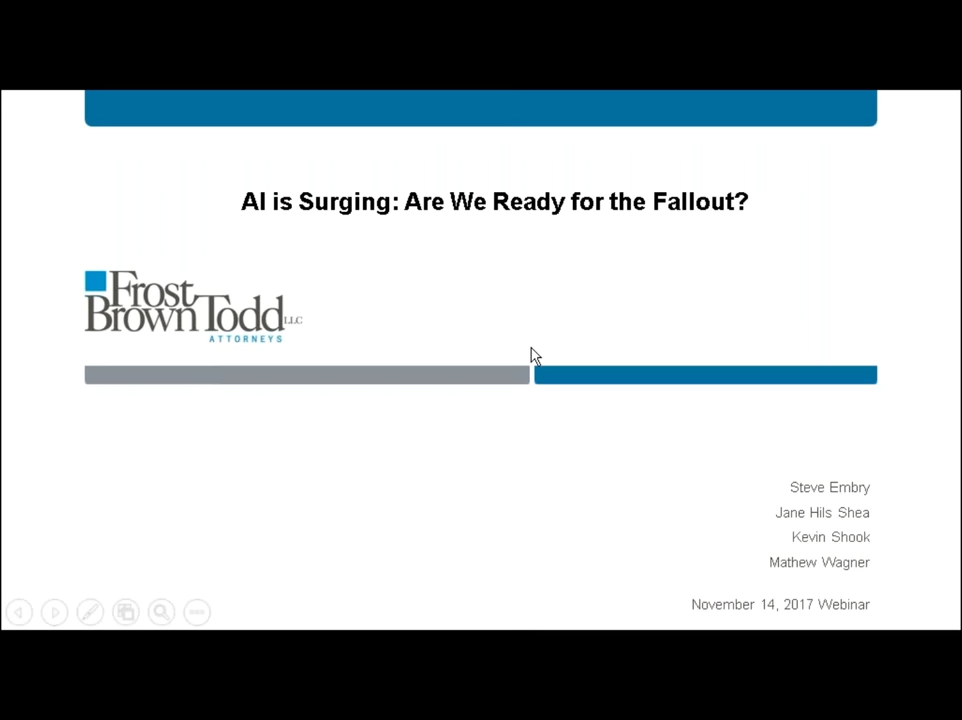 AI is Surging: Are We Ready for the Fallout?
Frost
Brown Todd LLC
ATTORNEYS
Steve Embry
Jane Hils Shea
Kevin Shook
Mathew Wagner
November 14, 2017 Webinar